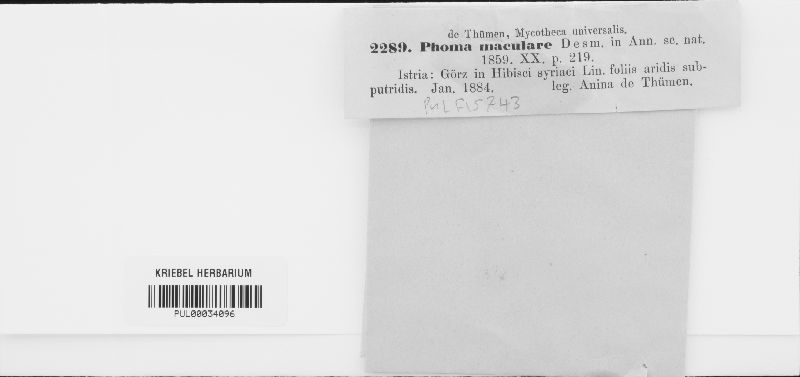 de Thümen, Mycotheca universalis.
2289. Phoma maculare Desm. in Ann. sc. nat.
1859. XX. p. 219.
Istria: Görz in Hibisci syriaci Lin. foliis aridis sub-
putridis. Jan. 1884. leg. Anina de Thümen.
PUL F15743
KRIEBEL HERBARIUM
PUL00034096